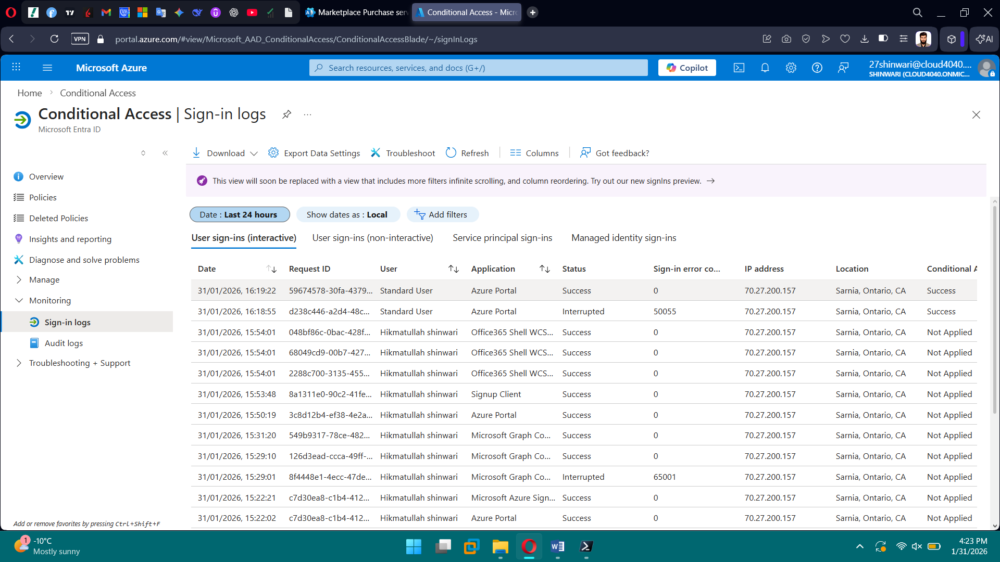 Marketplace Purchase ser
Conditional Access - Micr
VPN
portal.azure.com/#view/Microsoft_AAD_ConditionalAccess/ConditionalAccessBlade/~/signInLogs
AI
Microsoft Azure
Search resources, services, and docs (G+/)
Copilot
27shinwari@cloud4040....
SHINWARI (CLOUD4040.ONMIC...
Home > Conditional Access
Conditional Access | Sign-in logs
Microsoft Entra ID
Download
Export Data Settings
Troubleshoot
Refresh
Columns
Got feedback?
This view will soon be replaced with a view that includes more filters infinite scrolling, and column reordering. Try out our new signIns preview. →
Overview
Policies
Deleted Policies
Insights and reporting
Diagnose and solve problems
Manage
Monitoring
Sign-in logs
Audit logs
Troubleshooting + Support
Add or remove favorites by pressing Ctrl+Shift+F
Date : Last 24 hours
Show dates as : Local
Add filters
User sign-ins (interactive)
User sign-ins (non-interactive)
Service principal sign-ins
Managed identity sign-ins
Date Request ID User Application Status Sign-in error co... IP address Location Conditional A
31/01/2026, 16:19:22 59674578-30fa-4379... Standard User Azure Portal Success 0 70.27.200.157 Sarnia, Ontario, CA Success
31/01/2026, 16:18:55 d238c446-a2d4-48c... Standard User Azure Portal Interrupted 50055 70.27.200.157 Sarnia, Ontario, CA Success
31/01/2026, 15:54:01 048bf86c-0bac-428f... Hikmatullah shinwari Office365 Shell WCS... Success 0 70.27.200.157 Sarnia, Ontario, CA Not Applied
31/01/2026, 15:54:01 68049cd9-00b7-427... Hikmatullah shinwari Office365 Shell WCS... Success 0 70.27.200.157 Sarnia, Ontario, CA Not Applied
31/01/2026, 15:54:01 2288c700-3135-455... Hikmatullah shinwari Office365 Shell WCS... Success 0 70.27.200.157 Sarnia, Ontario, CA Not Applied
31/01/2026, 15:53:48 8a1311e0-90c2-41fe... Hikmatullah shinwari Signup Client Success 0 70.27.200.157 Sarnia, Ontario, CA Not Applied
31/01/2026, 15:50:19 3c8d12b4-ef38-4e2a... Hikmatullah shinwari Azure Portal Success 0 70.27.200.157 Sarnia, Ontario, CA Not Applied
31/01/2026, 15:31:20 549b9317-78ce-482... Hikmatullah shinwari Microsoft Graph Co... Success 0 70.27.200.157 Sarnia, Ontario, CA Not Applied
31/01/2026, 15:29:10 126d3ead-ccca-49ff-... Hikmatullah shinwari Microsoft Graph Co... Success 0 70.27.200.157 Sarnia, Ontario, CA Not Applied
31/01/2026, 15:29:01 8f4448e1-4ecc-47de... Hikmatullah shinwari Microsoft Graph Co... Interrupted 65001 70.27.200.157 Sarnia, Ontario, CA Not Applied
31/01/2026, 15:22:21 c7d30ea8-c1b4-412... Hikmatullah shinwari Microsoft Azure Sign... Success 0 70.27.200.157 Sarnia, Ontario, CA Not Applied
31/01/2026, 15:22:02 c7d30ea8-c1b4-412... Hikmatullah shinwari Azure Portal Success 0 70.27.200.157 Sarnia, Ontario, CA Not Applied
1
-10°C
Mostly sunny
4:23 PM
1/31/2026